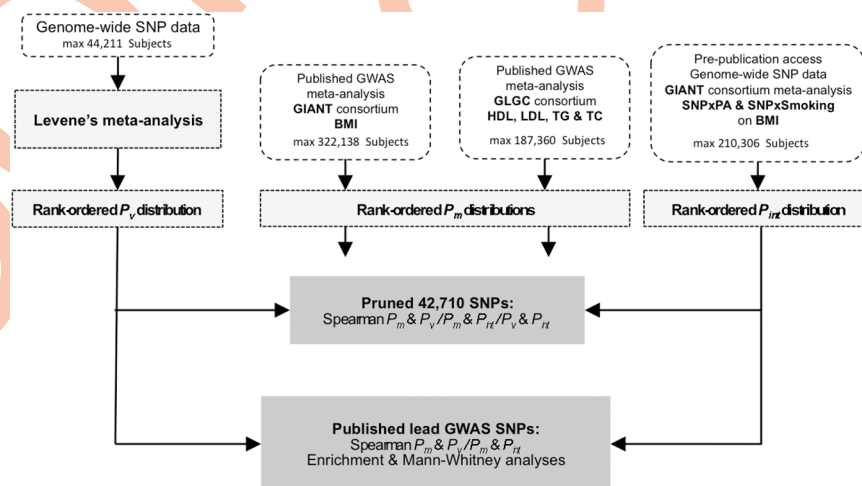 Genome-wide SNP data
max 44,211 Subjects
Levene's meta-analysis
Rank-ordered Pv distribution
Published GWAS
meta-analysis
GIANT consortium
BMI
max 322,138 Subjects
Published GWAS
meta-analysis
GLGC consortium
HDL, LDL, TG & TC
max 187,360 Subjects
Rank-ordered Pm distributions
Pre-publication access
Genome-wide SNP data
GIANT consortium meta-analysis
SNPxPA & SNPxSmoking
on BMI
max 210,306 Subjects
Rank-ordered Pint distribution
Pruned 42,710 SNPs:
Spearman Pm & Pv/Pm & Pint/Pv & Pint
Published lead GWAS SNPs:
Spearman Pm & Pv/Pm & Pint
Enrichment & Mann-Whitney analyses